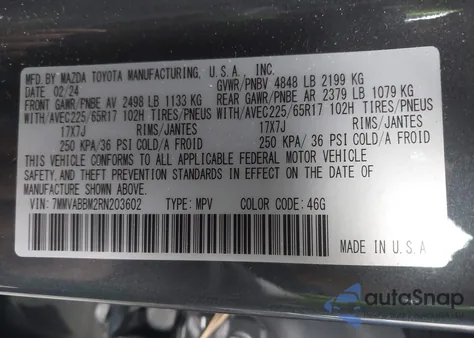 MFD.BY MAZDA TOYOTA MANUFACTURING, U.S.A. INC.
DATE 02/24 GVWR/PNBV 4848 LB 2199 KG
FRONT GAWR/PNBE AV 2498 LB 1133 KG REAR GAWR/PNBE AR 2379 LB 1079 KG
WITH/AVEC225/65R17 102H TIRES/PNEUS WITH/AVEC225/65R17 102H TIRES/PNEUS
17X7J RIMS/JANTES 17X7J RIMS/JANTES
250 KPA/36 PSI COLD/A FROID 250 KPA/ 36 PSI COLD/A FROID
THIS VEHICLE CONFORMS TO ALL APPLICABLE FEDERAL MOTOR VEHICLE
SAFETY, AND THEFT PREVENTION STANDARDS IN EFFECT ON THE DATE
OF MANUFACTURE SHOWN ABOVE.
VIN: 7MMVABBM2RN203602 TYPE: MPV COLOR CODE: 46G
MADE IN U.S.A
autoSnap